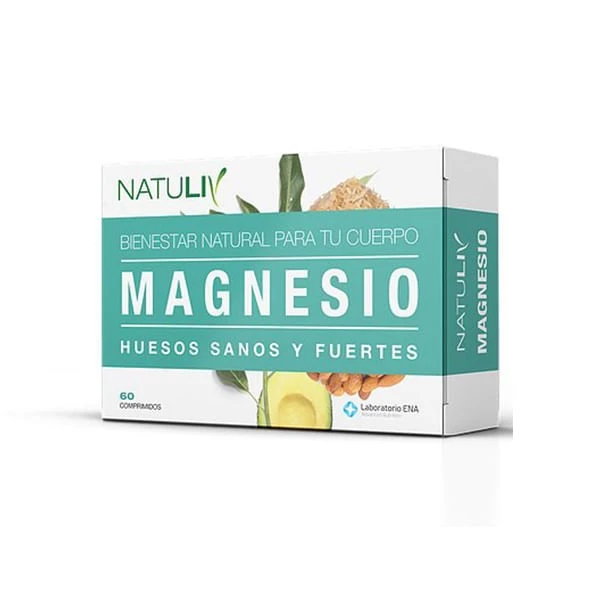 NATULIV
BIENESTAR NATURAL PARA TU CUERPO
MAGNESIO
HUESOS SANOS Y FUERTES
60
COMPRIMIDOS
Laboratorio ENA
NATULIV
MAGNESIO